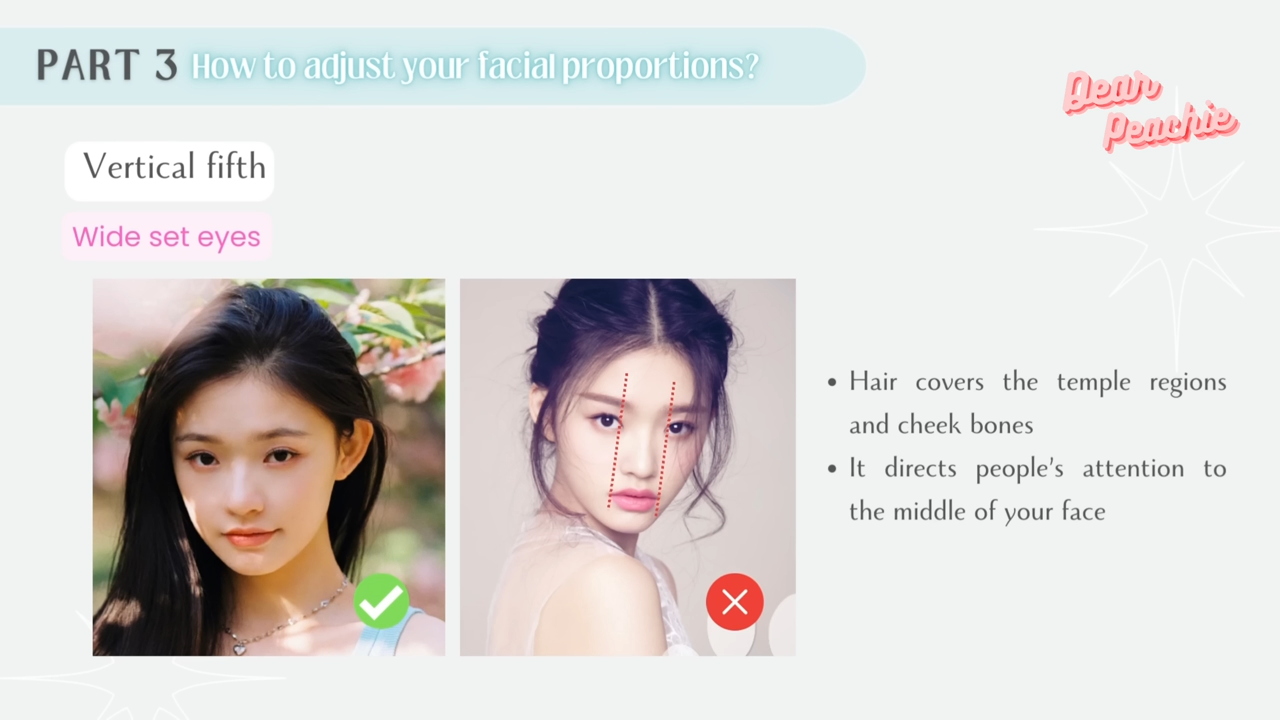 PART 3 How to adjust your facial proportions?
Dear
Peachie
Vertical fifth
Wide set eyes
• Hair covers the temple regions
and cheek bones
• It directs people's attention to
the middle of your face